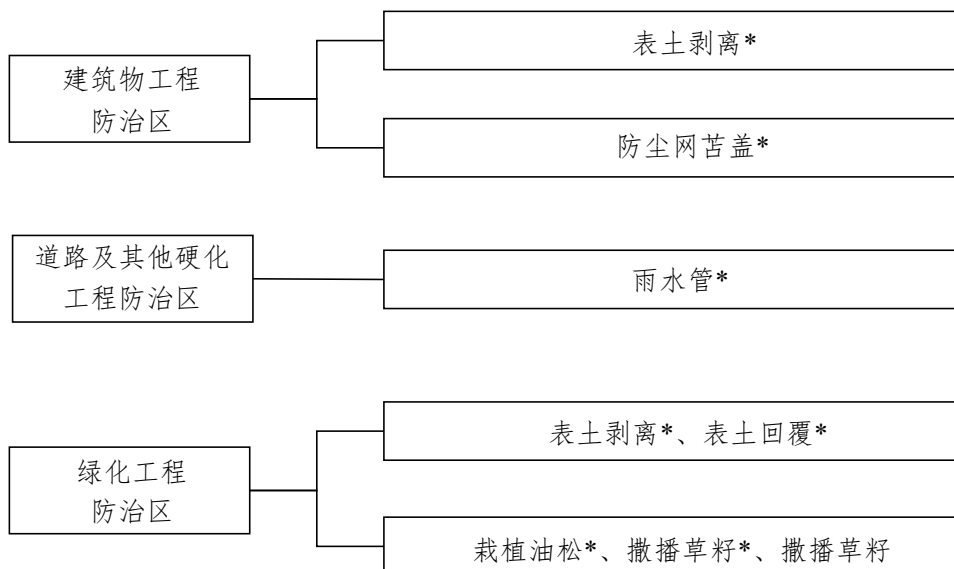 表土剥离*
建筑物工程
防治区
防尘网苫盖*
道路及其他硬化
工程防治区
雨水管*
表土剥离*、表土回覆*
绿化工程
防治区
栽植油松*、撒播草籽*、撒播草籽